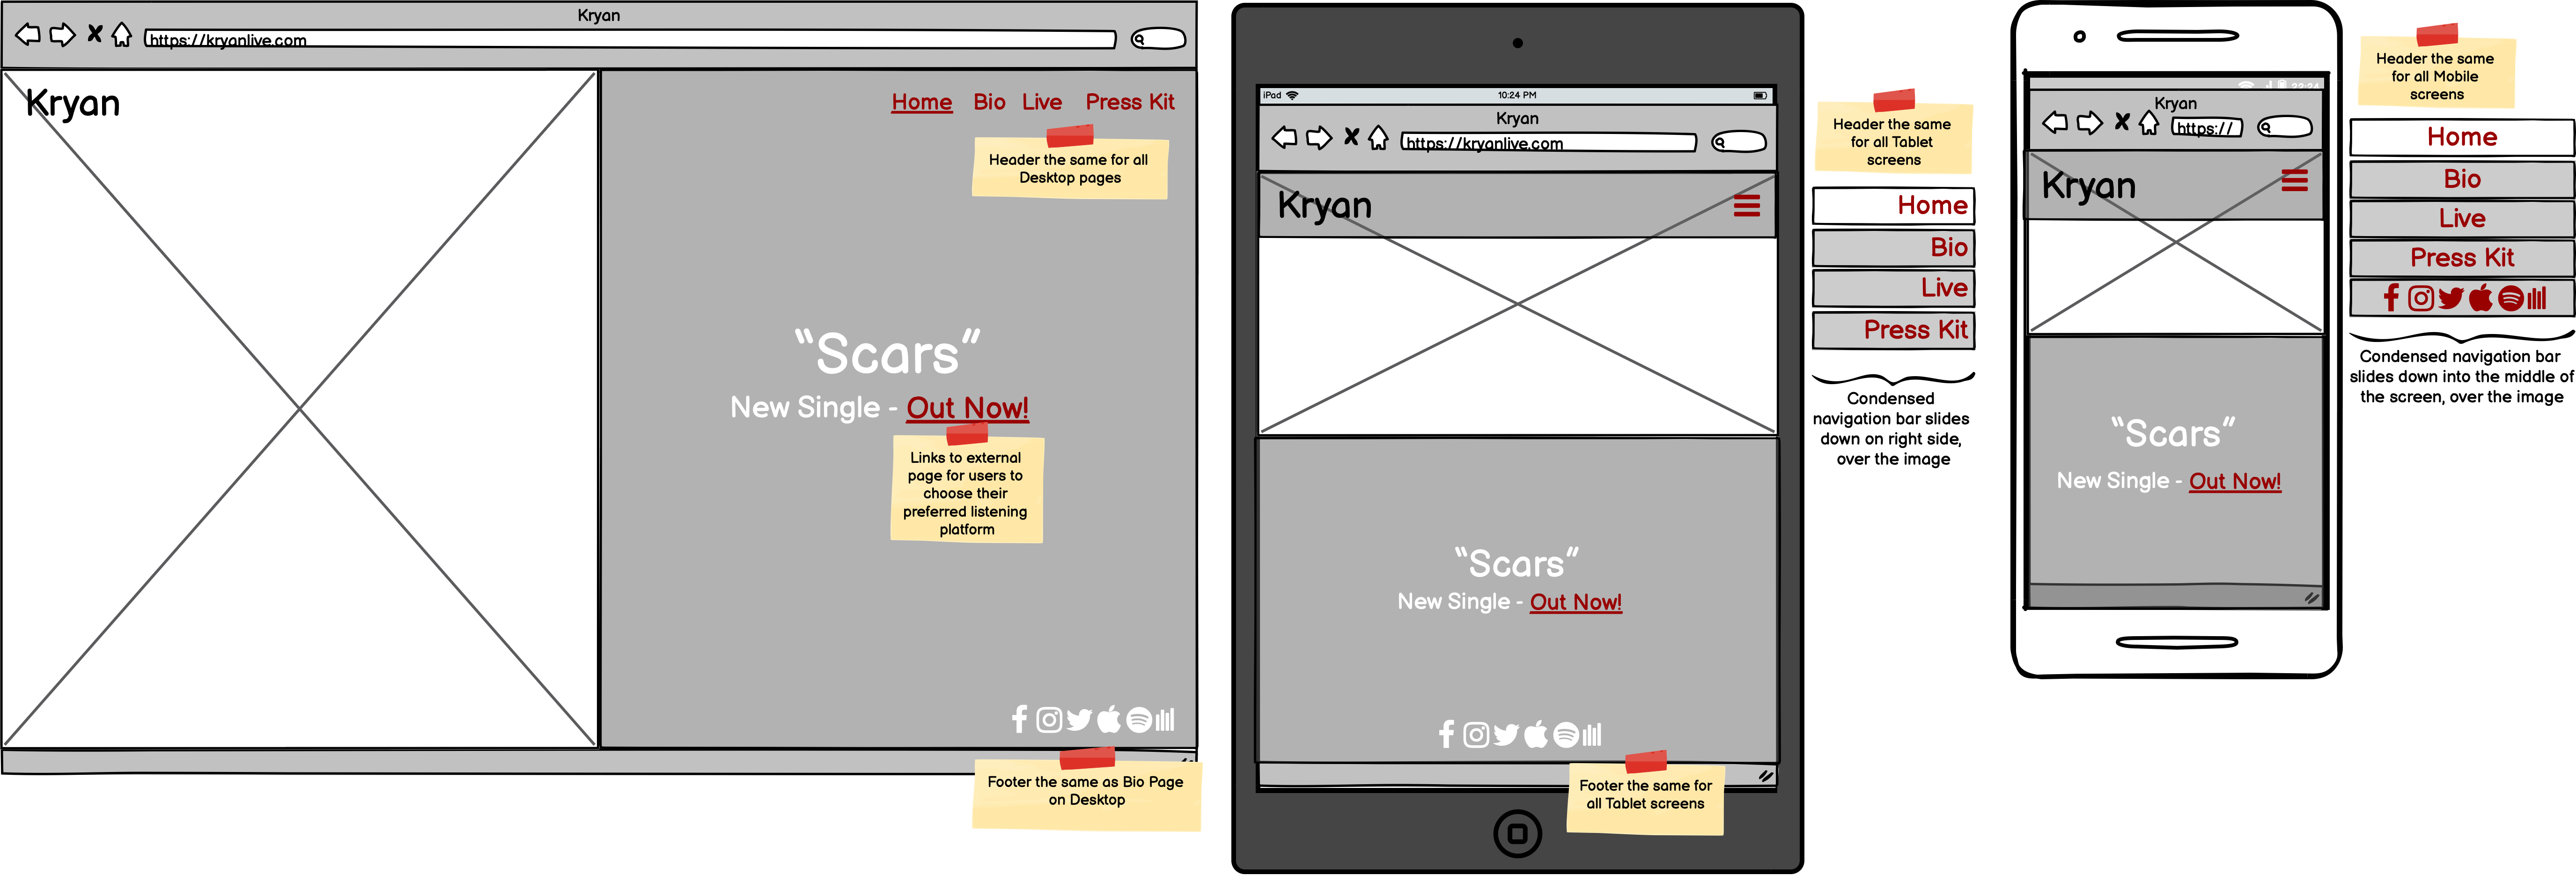 Kryan
https://kryanlive.com
Kryan
Home Bio Live Press Kit
Header the same for all
Desktop pages
"Scars"
New Single - Out Now!
Links to external
page for users to
choose their
preferred listening
platform
Footer the same as Bio Page
on Desktop
iPad 10:24 PM
Kryan
https://kryanlive.com
Kryan
"Scars"
New Single - Out Now!
Footer the same for
all Tablet screens
Header the same
for all Tablet
screens
Home
Bio
Live
Press Kit
Condensed
navigation bar slides
down on right side,
over the image
22:24
Kryan
https://
Kryan
"Scars"
New Single - Out Now!
Header the same
for all Mobile
screens
Home
Bio
Live
Press Kit
Condensed navigation bar
slides down into the middle of
the screen, over the image